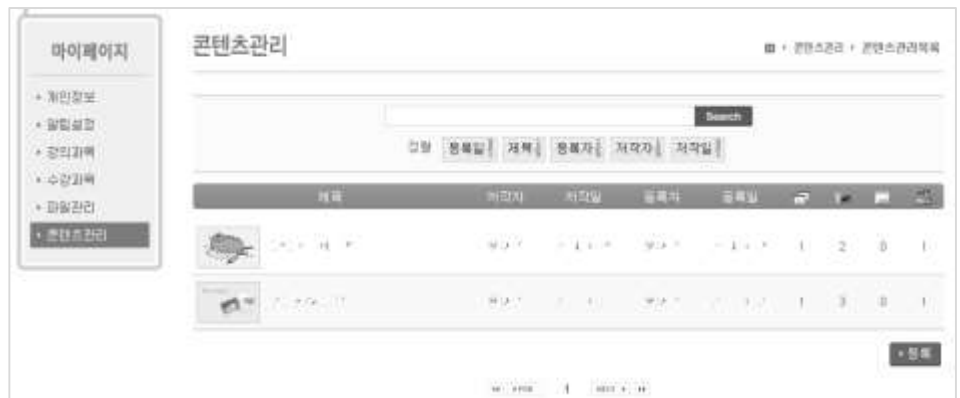 마이페이지
개인정보
알림설정
강의과목
수강과목
파일관리
콘텐츠관리
콘텐츠관리
콘텐츠관리 › 콘텐츠관리목록
Search
정렬 등록일 제목 등록자 저작자 저작일
제목 저작자 저작일 등록자 등록일
1 2 0 1
1 3 0 1
등록
PREV 1 NEXT